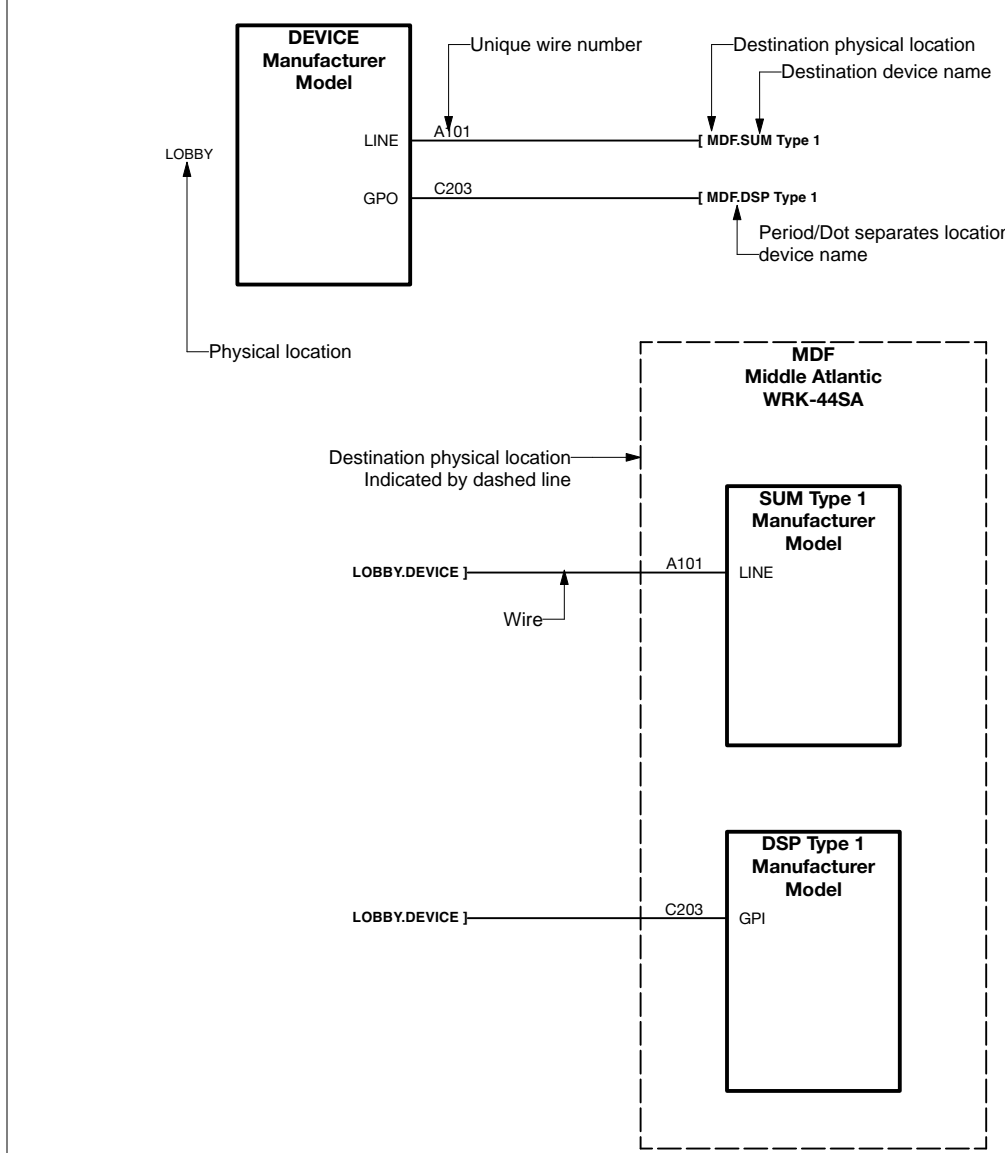 DEVICE
Manufacturer
Model
Unique wire number
Destination physical location
Destination device name
LINE
A101
[ MDF.SUM Type 1
LOBBY
GPO
C203
[ MDF.DSP Type 1
Period/Dot separates location
device name
Physical location
MDF
Middle Atlantic
WRK-44SA
Destination physical location
Indicated by dashed line
SUM Type 1
Manufacturer
Model
LOBBY.DEVICE ]
A101
LINE
Wire
DSP Type 1
Manufacturer
Model
LOBBY.DEVICE ]
C203
GPI